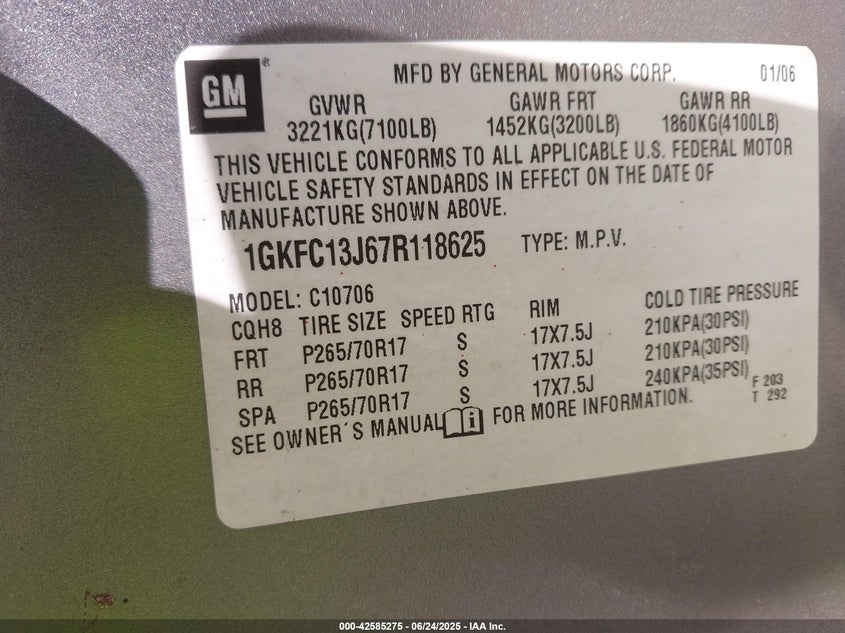 GM® MFD BY GENERAL MOTORS CORP. 01/06
GVWR GAWR FRT GAWR RR
3221KG(7100LB) 1452KG(3200LB) 1860KG(4100LB)
THIS VEHICLE CONFORMS TO ALL APPLICABLE U.S. FEDERAL MOTOR
VEHICLE SAFETY STANDARDS IN EFFECT ON THE DATE OF
MANUFACTURE SHOWN ABOVE.
1GKFC13J67R118625 TYPE: M.P.V.
MODEL: C10706
CQH8 TIRE SIZE SPEED RTG RIM COLD TIRE PRESSURE
FRT P265/70R17 S 17X7.5J 210KPA(30PSI)
RR P265/70R17 S 17X7.5J 210KPA(30PSI)
SPA P265/70R17 S 17X7.5J 240KPA(35PSI)
F 203
T 292
SEE OWNER´S MANUAL i FOR MORE INFORMATION.
000-42585275 - 06/24/2025 - IAA Inc.